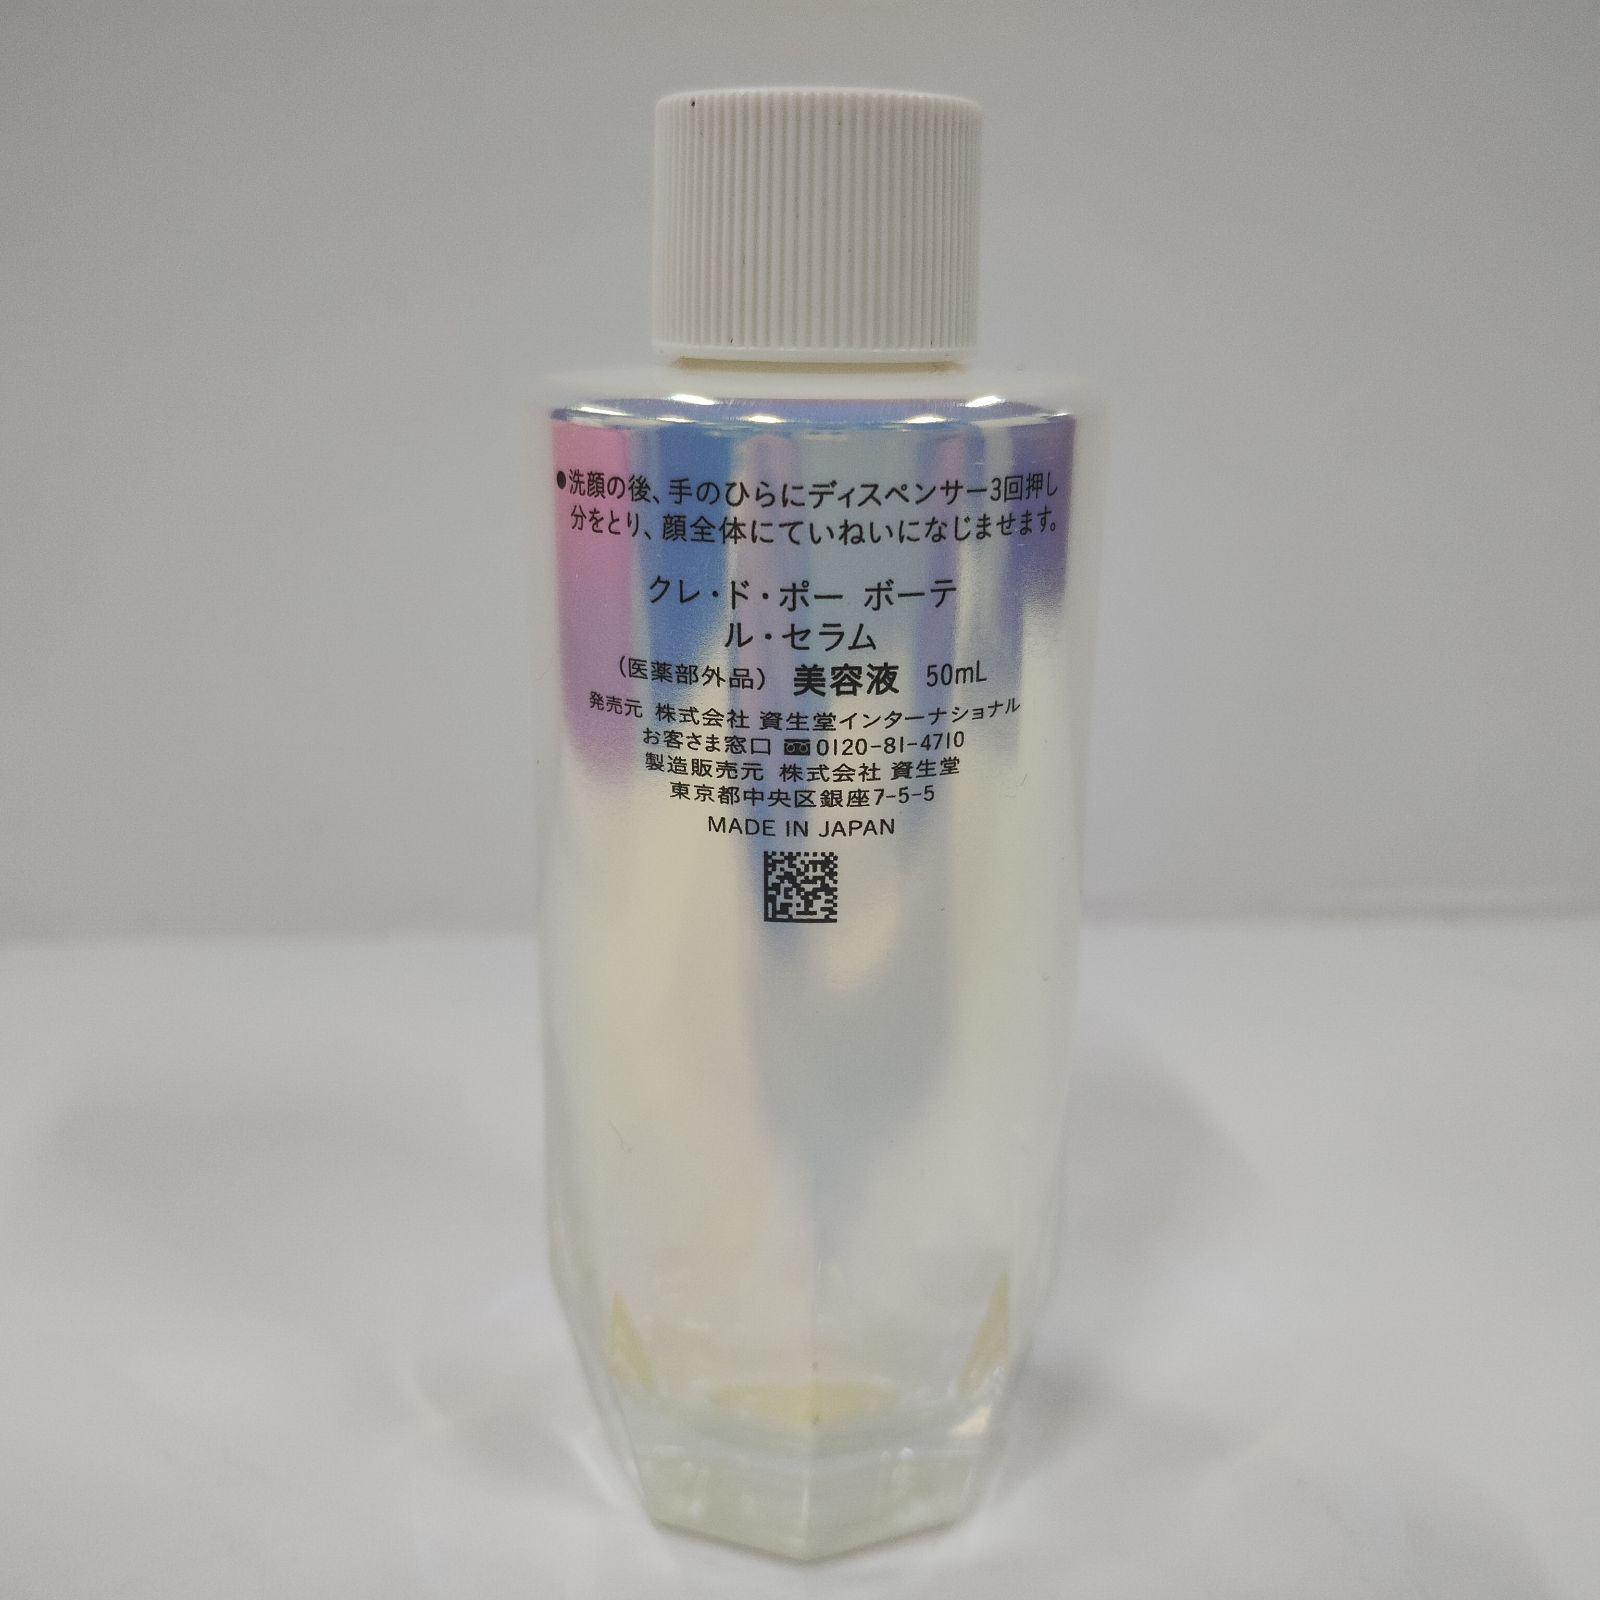 ●洗顔の後、手のひらにディスペンサー3回押し
分をとり、顔全体にていねいになじませます。
クレ・ド・ポー ボーテ
ル・セラム
(医薬部外品) 美容液 50mL
発売元 株式会社 資生堂インターナショナル
お客さま窓口 0120-81-4710
製造販売元 株式会社 資生堂
東京都中央区銀座7-5-5
MADE IN JAPAN